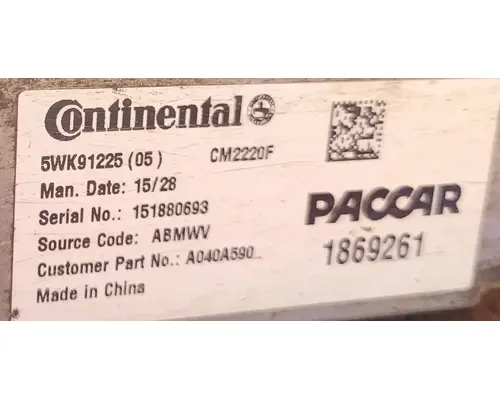 Continental
5WK91225 (05)
CM2220F
Man. Date: 15/28
Serial No.: 151880693
Source Code: ABMWV
Customer Part No.: A040A590
Made in China
PACCAR
1869261